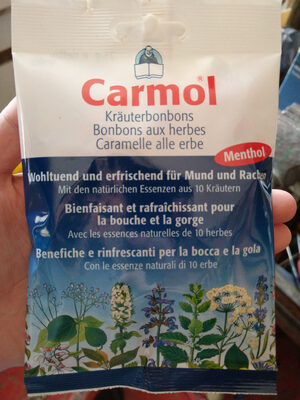 Carmol®
Kräuterbonbons
Bonbons aux herbes
Caramelle alle erbe
Menthol
Wohltuend und erfrischend für Mund und Rachen
Mit den natürlichen Essenzen aus 10 Kräutern
Bienfaisant et rafraîchissant pour
la bouche et la gorge
Avec les essences naturelles de 10 herbes
Benefiche e rinfrescanti per la bocca e la gola
Con le essenze naturali di 10 erbe